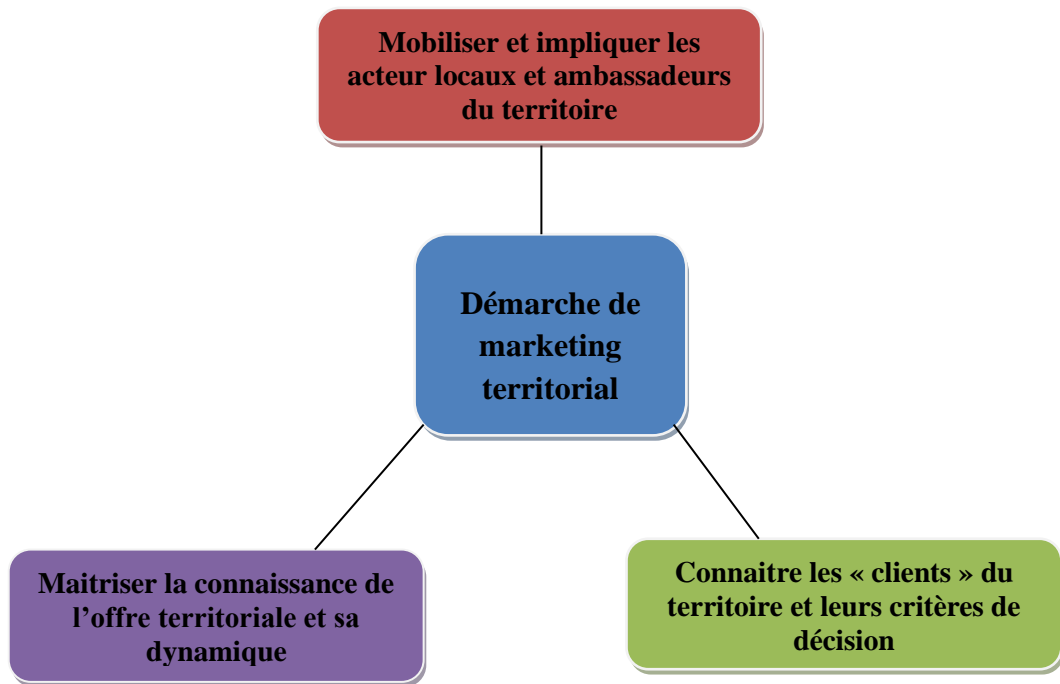 Mobiliser et impliquer les
acteur locaux et ambassadeurs
du territoire
Démarche de
marketing
territorial
Maitriser la connaissance de
l’offre territoriale et sa
dynamique
Connaitre les « clients » du
territoire et leurs critères de
décision